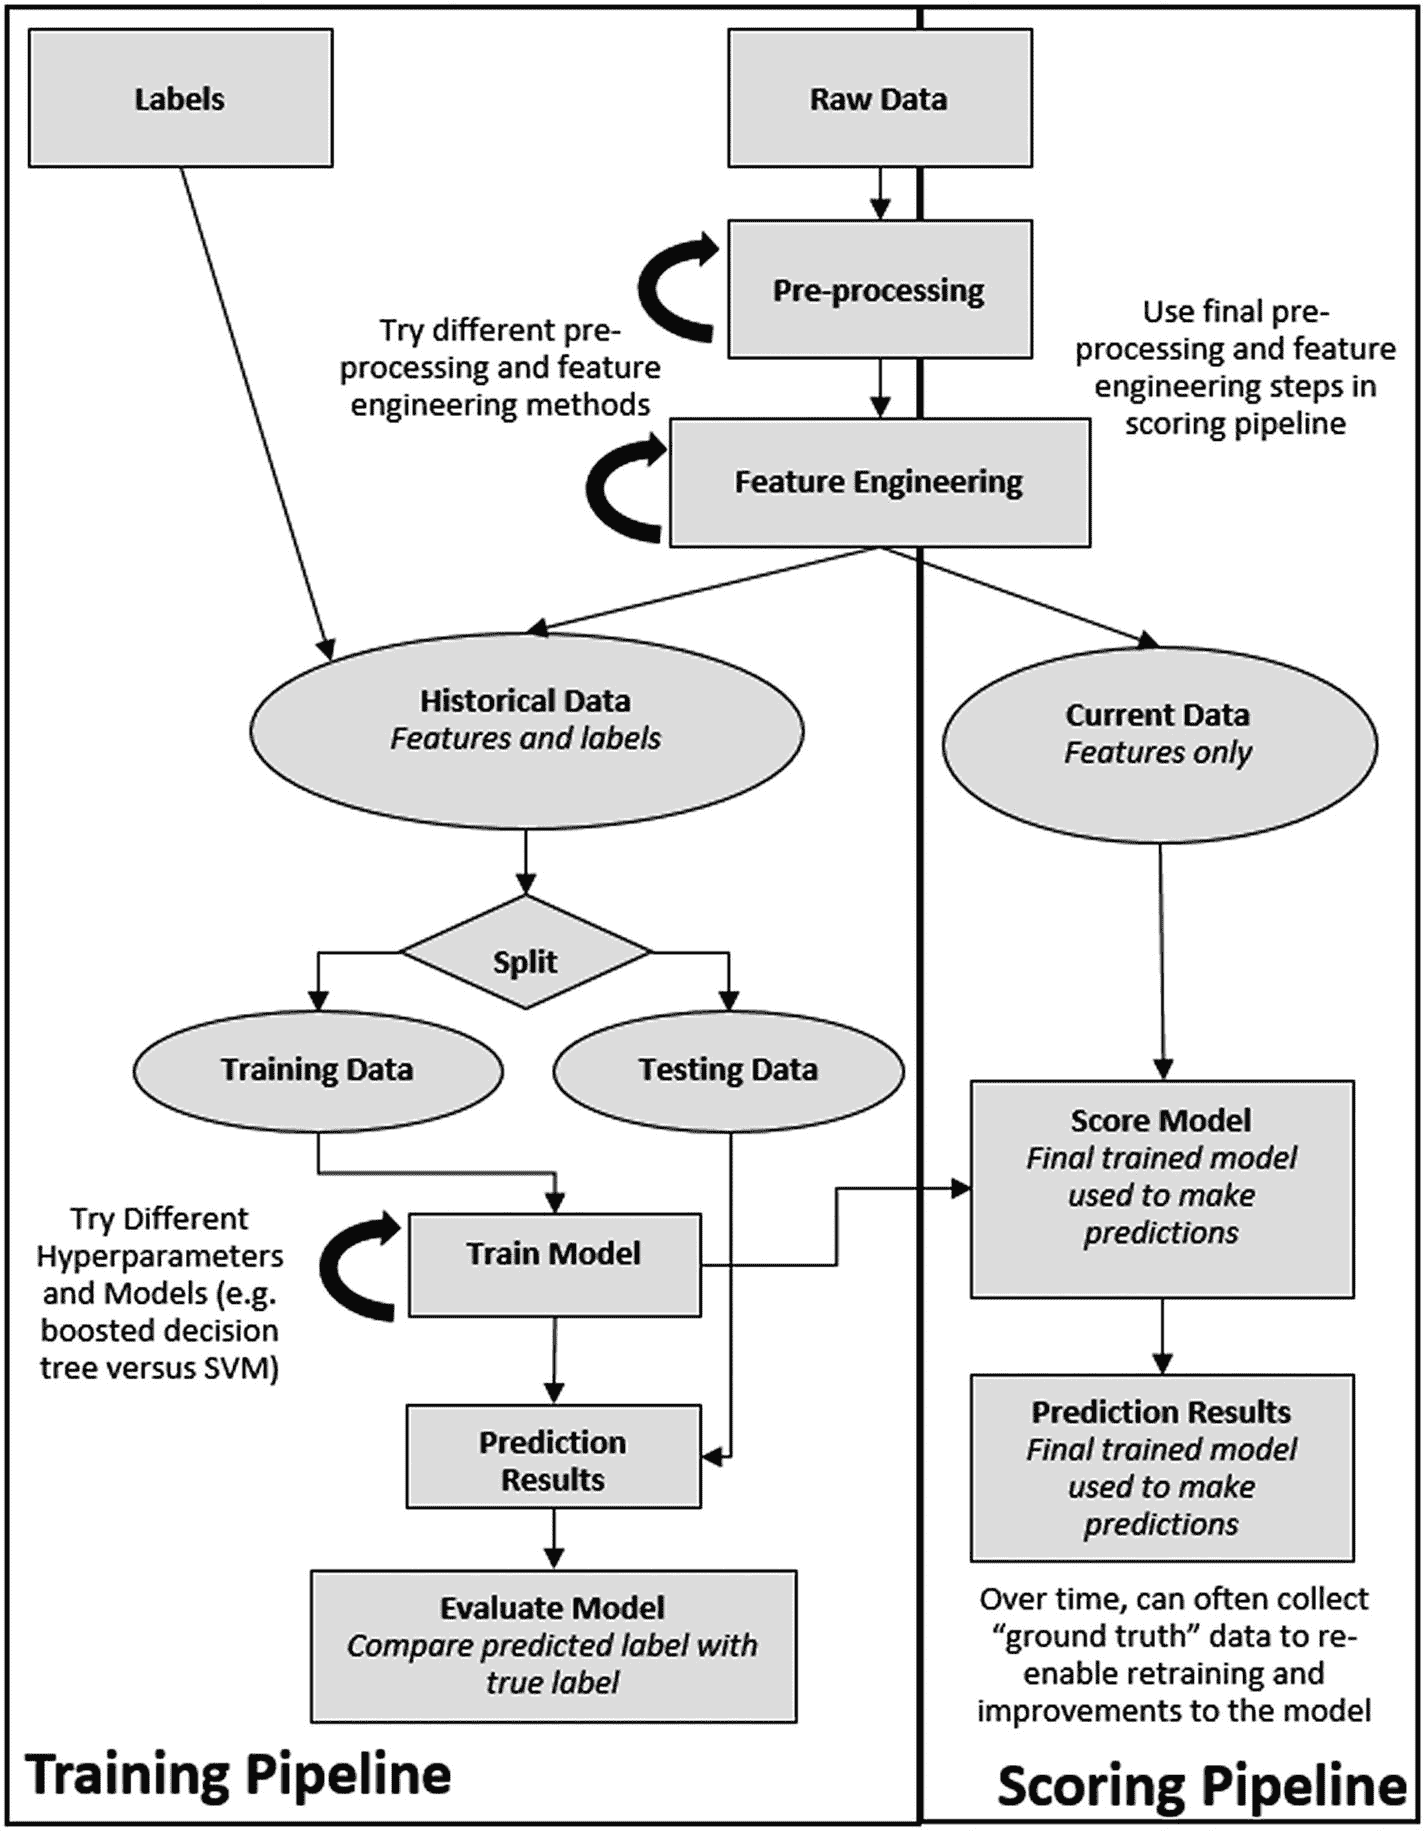 Labels
Raw Data
Pre-processing
Try different pre-
processing and feature
engineering methods
Use final pre-
processing and feature
engineering steps in
scoring pipeline
Feature Engineering
Historical Data
Features and labels
Current Data
Features only
Split
Training Data
Testing Data
Score Model
Final trained model
used to make
predictions
Try Different
Hyperparameters
and Models (e.g.
boosted decision
tree versus SVM)
Train Model
Prediction
Results
Prediction Results
Final trained model
used to make
predictions
Evaluate Model
Compare predicted label with
true label
Over time, can often collect
“ground truth” data to re-
enable retraining and
improvements to the model
Training Pipeline
Scoring Pipeline